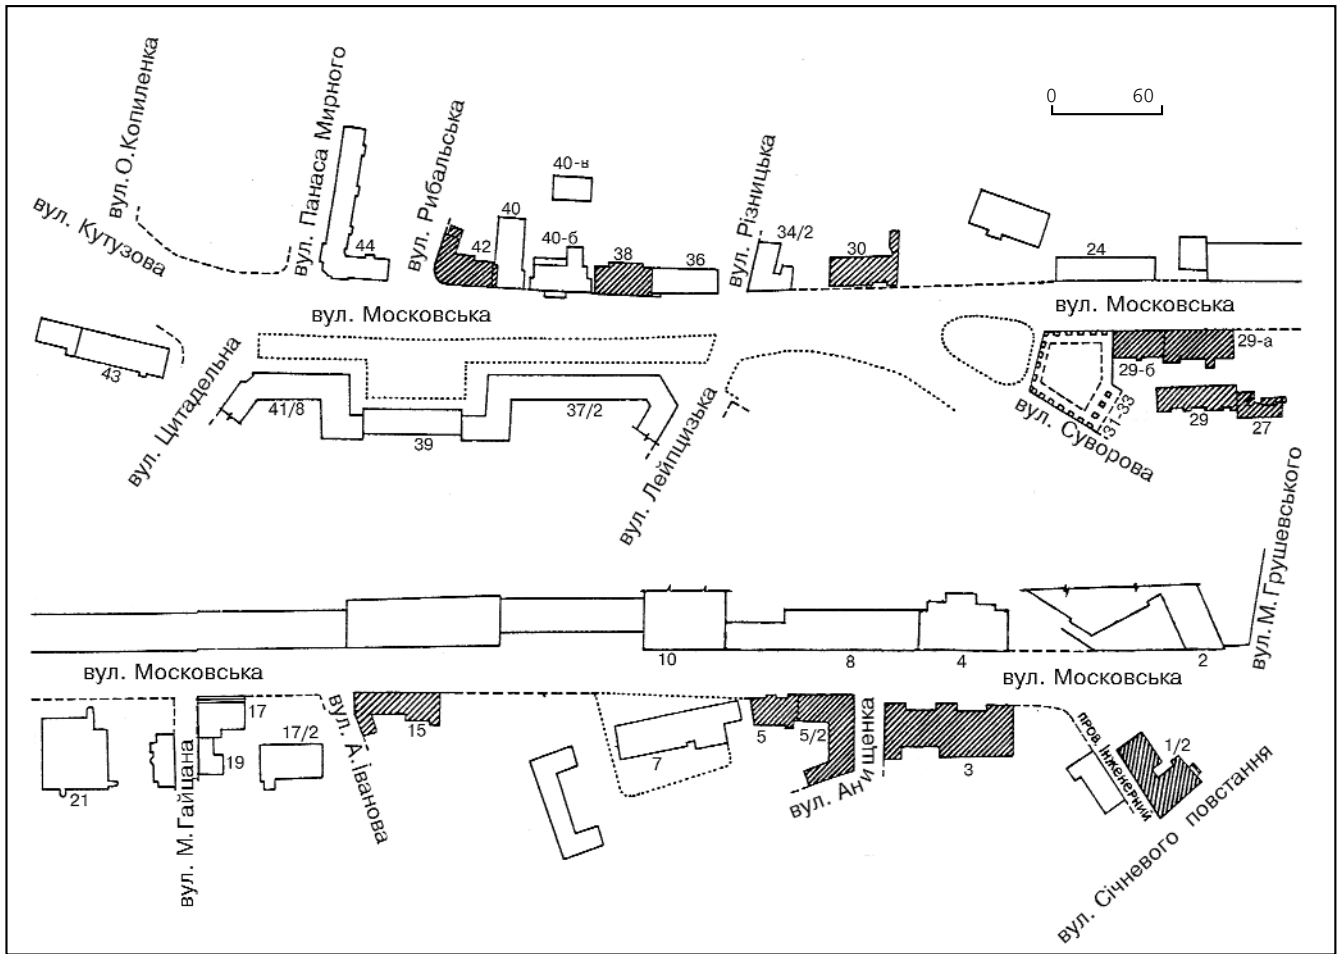 вул. О. Копиленка
вул. Кутузова
вул. Панаса Мирного
вул. Рибальська
вул. Різницька
0 60
40-в
40
44
42
40-б
38
36
34/2
30
24
вул. Московська
вул. Московська
43
вул. Цитадельна
41/8
39
37/2
вул. Лейпцизька
29-а
29-б
31-33
29
27
вул. Суворова
вул. М. Грушевського
10
8
4
2
вул. Московська
вул. Московська
21
вул. М. Гайцана
17
19
17/2
вул. А. Іванова
15
7
5
5/2
вул. Анищенка
3
пров. Інженерний
1/2
вул. Січневого повстання